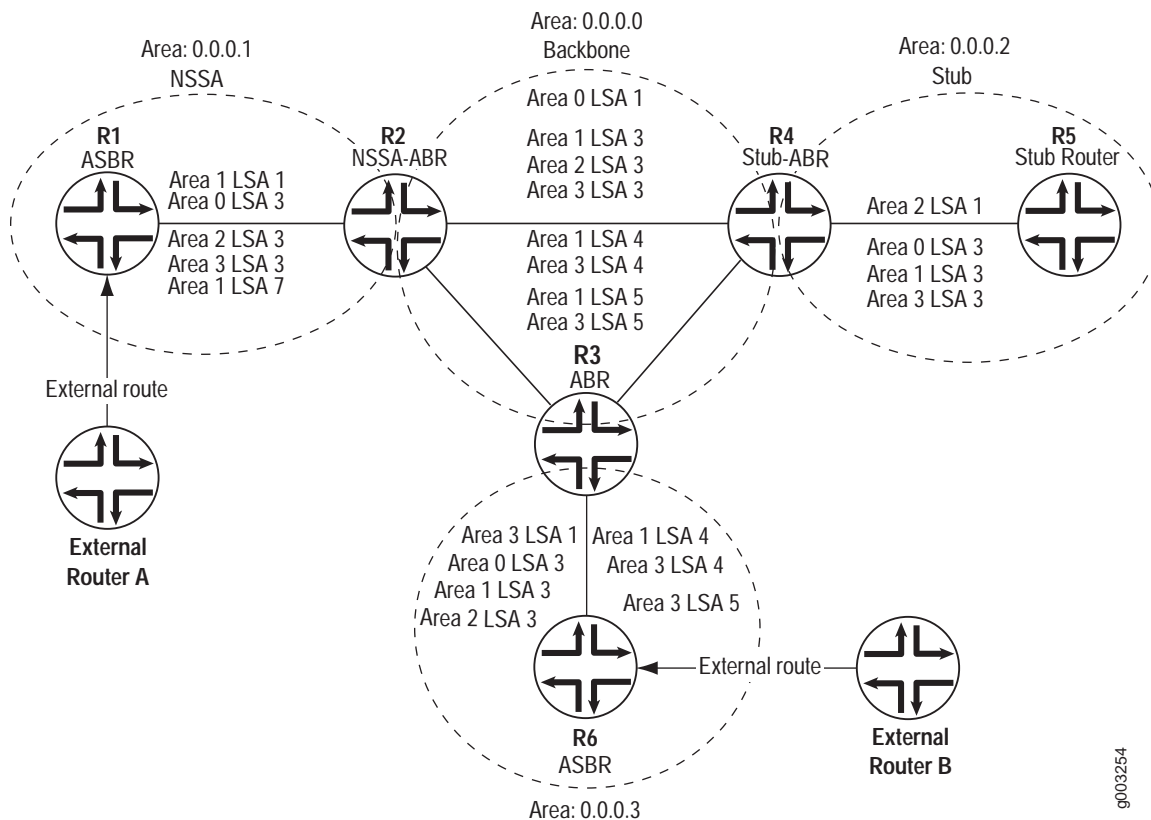 Area: 0.0.0.0
Backbone
Area: 0.0.0.1
NSSA
Area: 0.0.0.2
Stub
R1
ASBR
Area 1 LSA 1
Area 0 LSA 3
Area 2 LSA 3
Area 3 LSA 3
Area 1 LSA 7
R2
NSSA-ABR
Area 0 LSA 1
Area 1 LSA 3
Area 2 LSA 3
Area 3 LSA 3
Area 1 LSA 4
Area 3 LSA 4
Area 1 LSA 5
Area 3 LSA 5
R4
Stub-ABR
Area 2 LSA 1
Area 0 LSA 3
Area 1 LSA 3
Area 3 LSA 3
R5
Stub Router
R3
ABR
External route
External
Router A
Area 3 LSA 1
Area 0 LSA 3
Area 1 LSA 3
Area 2 LSA 3
Area 1 LSA 4
Area 3 LSA 4
Area 3 LSA 5
External route
R6
ASBR
External
Router B
Area: 0.0.0.3
g003254